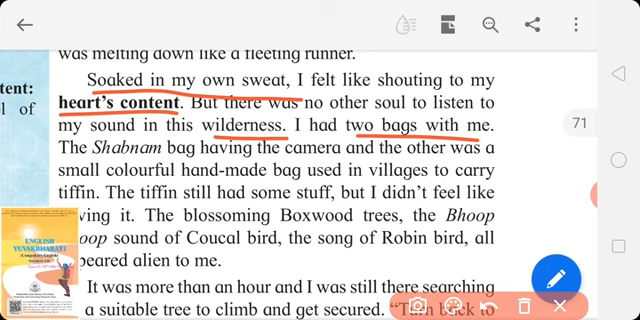 was melting down like a fleeting runner.
Soaked in my own sweat, I felt like shouting to my
tent:
heart's content. But there was no other soul to listen to
l of
my sound in this wilderness. I had two bags with me.
71
The Shabnam bag having the camera and the other was a
small colourful hand-made bag used in villages to carry
tiffin. The tiffin still had some stuff, but I didn't feel like
ving it. The blossoming Boxwood trees, the Bhoop
oop sound of Coucal bird, the song of Robin bird, all
peared alien to me.
ENGLISH
YUVAKBHARATI
It was more than an hour and I was still there searching
a suitable tree to climb and get secured. "Turn back to